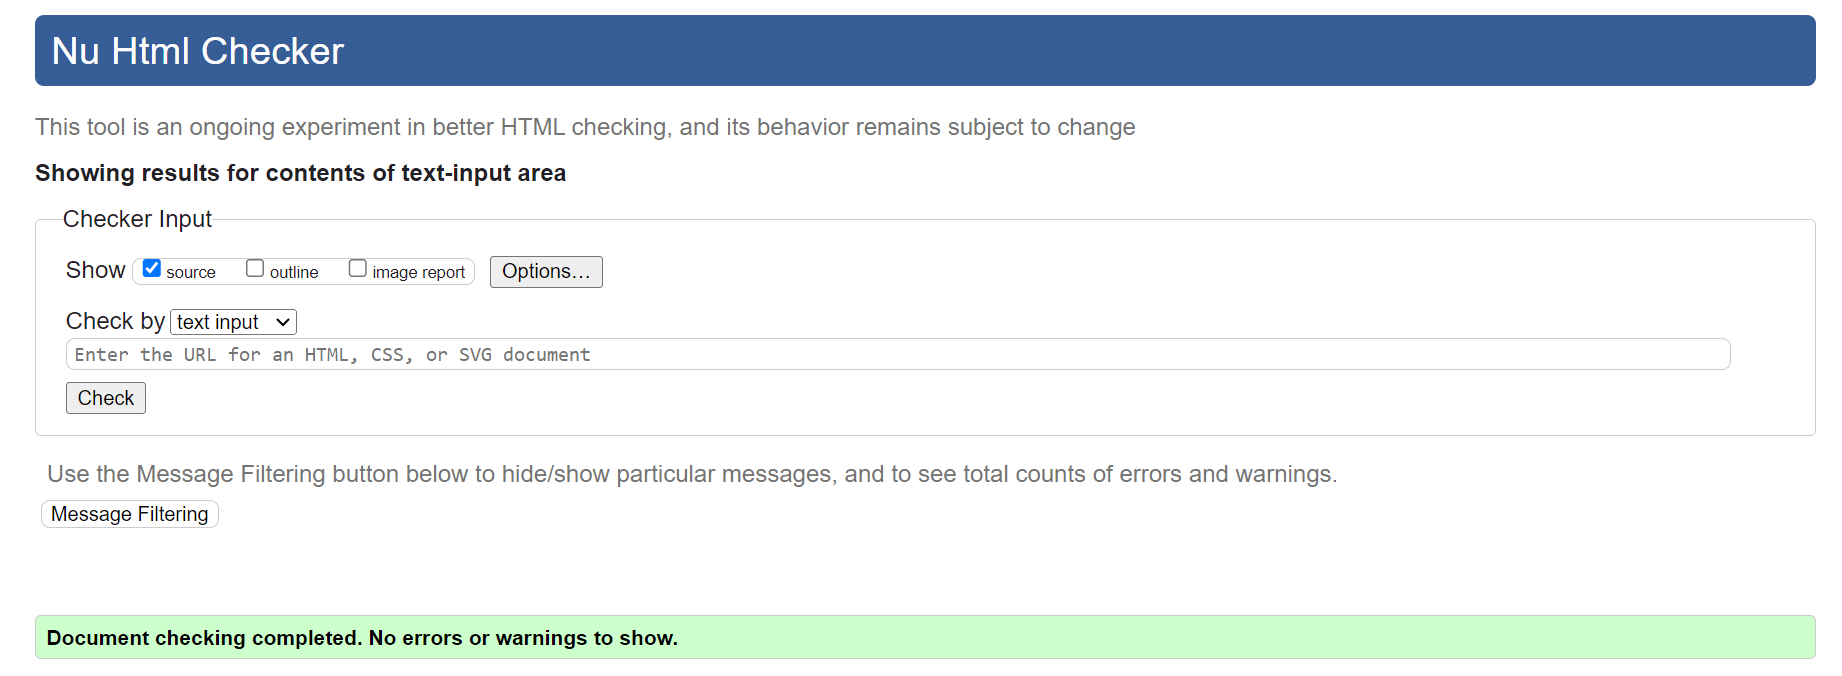 Nu Html Checker
This tool is an ongoing experiment in better HTML checking, and its behavior remains subject to change
Showing results for contents of text-input area
Checker Input
Show source outline image report Options…
Check by text input
Enter the URL for an HTML, CSS, or SVG document
Check
Use the Message Filtering button below to hide/show particular messages, and to see total counts of errors and warnings.
Message Filtering
Document checking completed. No errors or warnings to show.